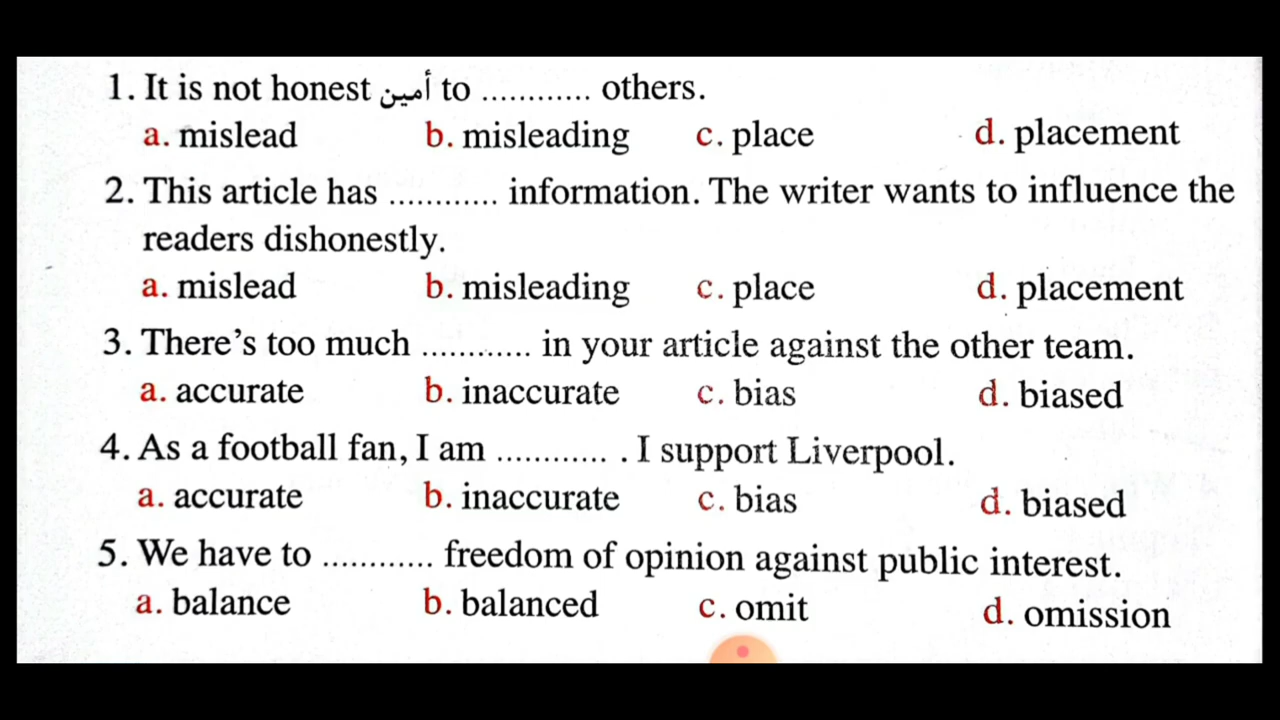 1. It is not honest أمين to ............ others.
a. mislead b. misleading c. place d. placement
2. This article has ............ information. The writer wants to influence the
readers dishonestly.
a. mislead b. misleading c. place d. placement
3. There's too much ............ in your article against the other team.
a. accurate b. inaccurate c. bias d. biased
4. As a football fan, I am ............ . I support Liverpool.
a. accurate b. inaccurate c. bias d. biased
5. We have to ............ freedom of opinion against public interest.
a. balance b. balanced c. omit d. omission